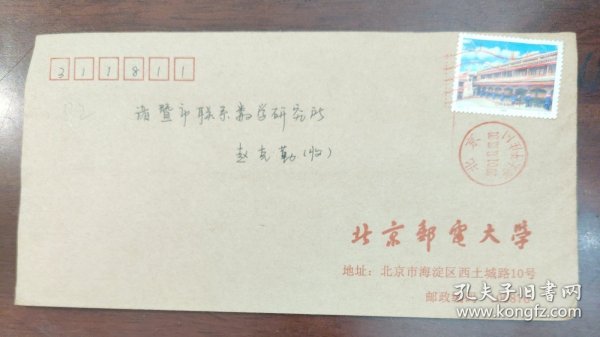 311811
诸暨市联系数学研究所
赵克勤(收)
北京
北京邮电大学
地址：北京市海淀区西土城路10号
邮政
孔夫子旧书网
www.kongfz.com